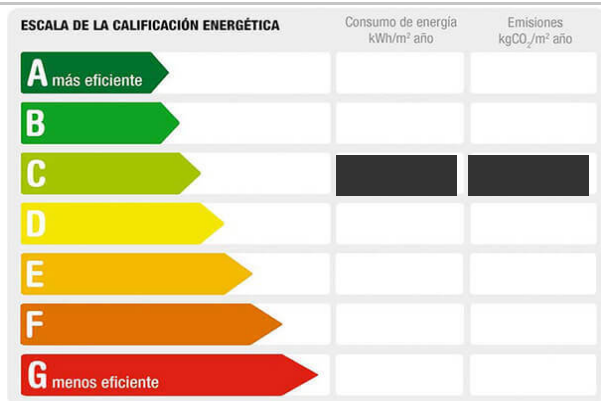 ESCALA DE LA CALIFICACIÓN ENERGÉTICA
Consumo de energía
kWh/m² año
Emisiones
kgCO₂/m² año
A más eficiente
B
C
D
E
F
G menos eficiente